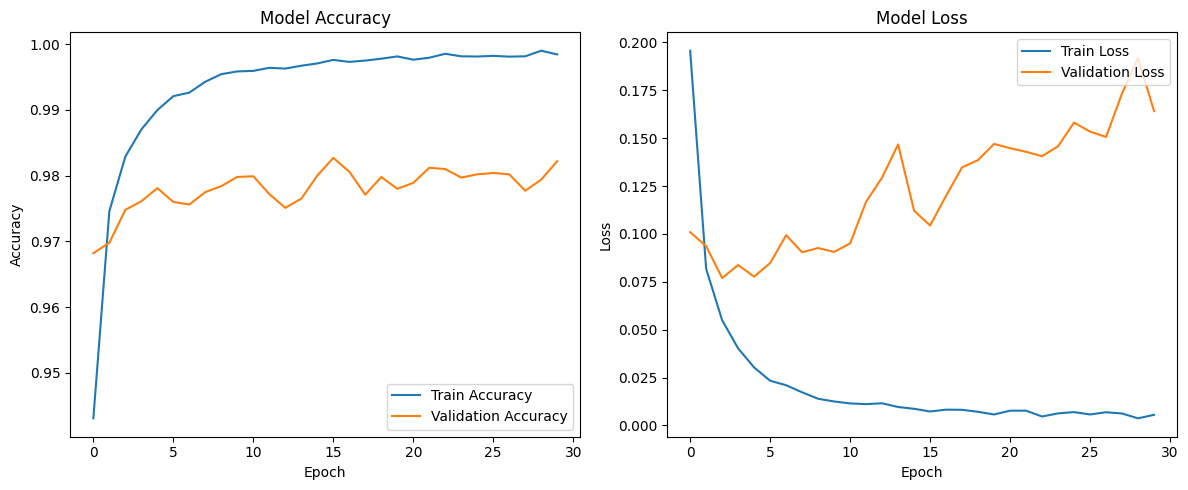 Model Accuracy
1.00
0.99
0.98
0.97
0.96
0.95
Accuracy
0
5
10
15
20
25
30
Epoch
Train Accuracy
Validation Accuracy
Model Loss
0.200
0.175
0.150
0.125
0.100
0.075
0.050
0.025
0.000
Loss
0
5
10
15
20
25
30
Epoch
Train Loss
Validation Loss